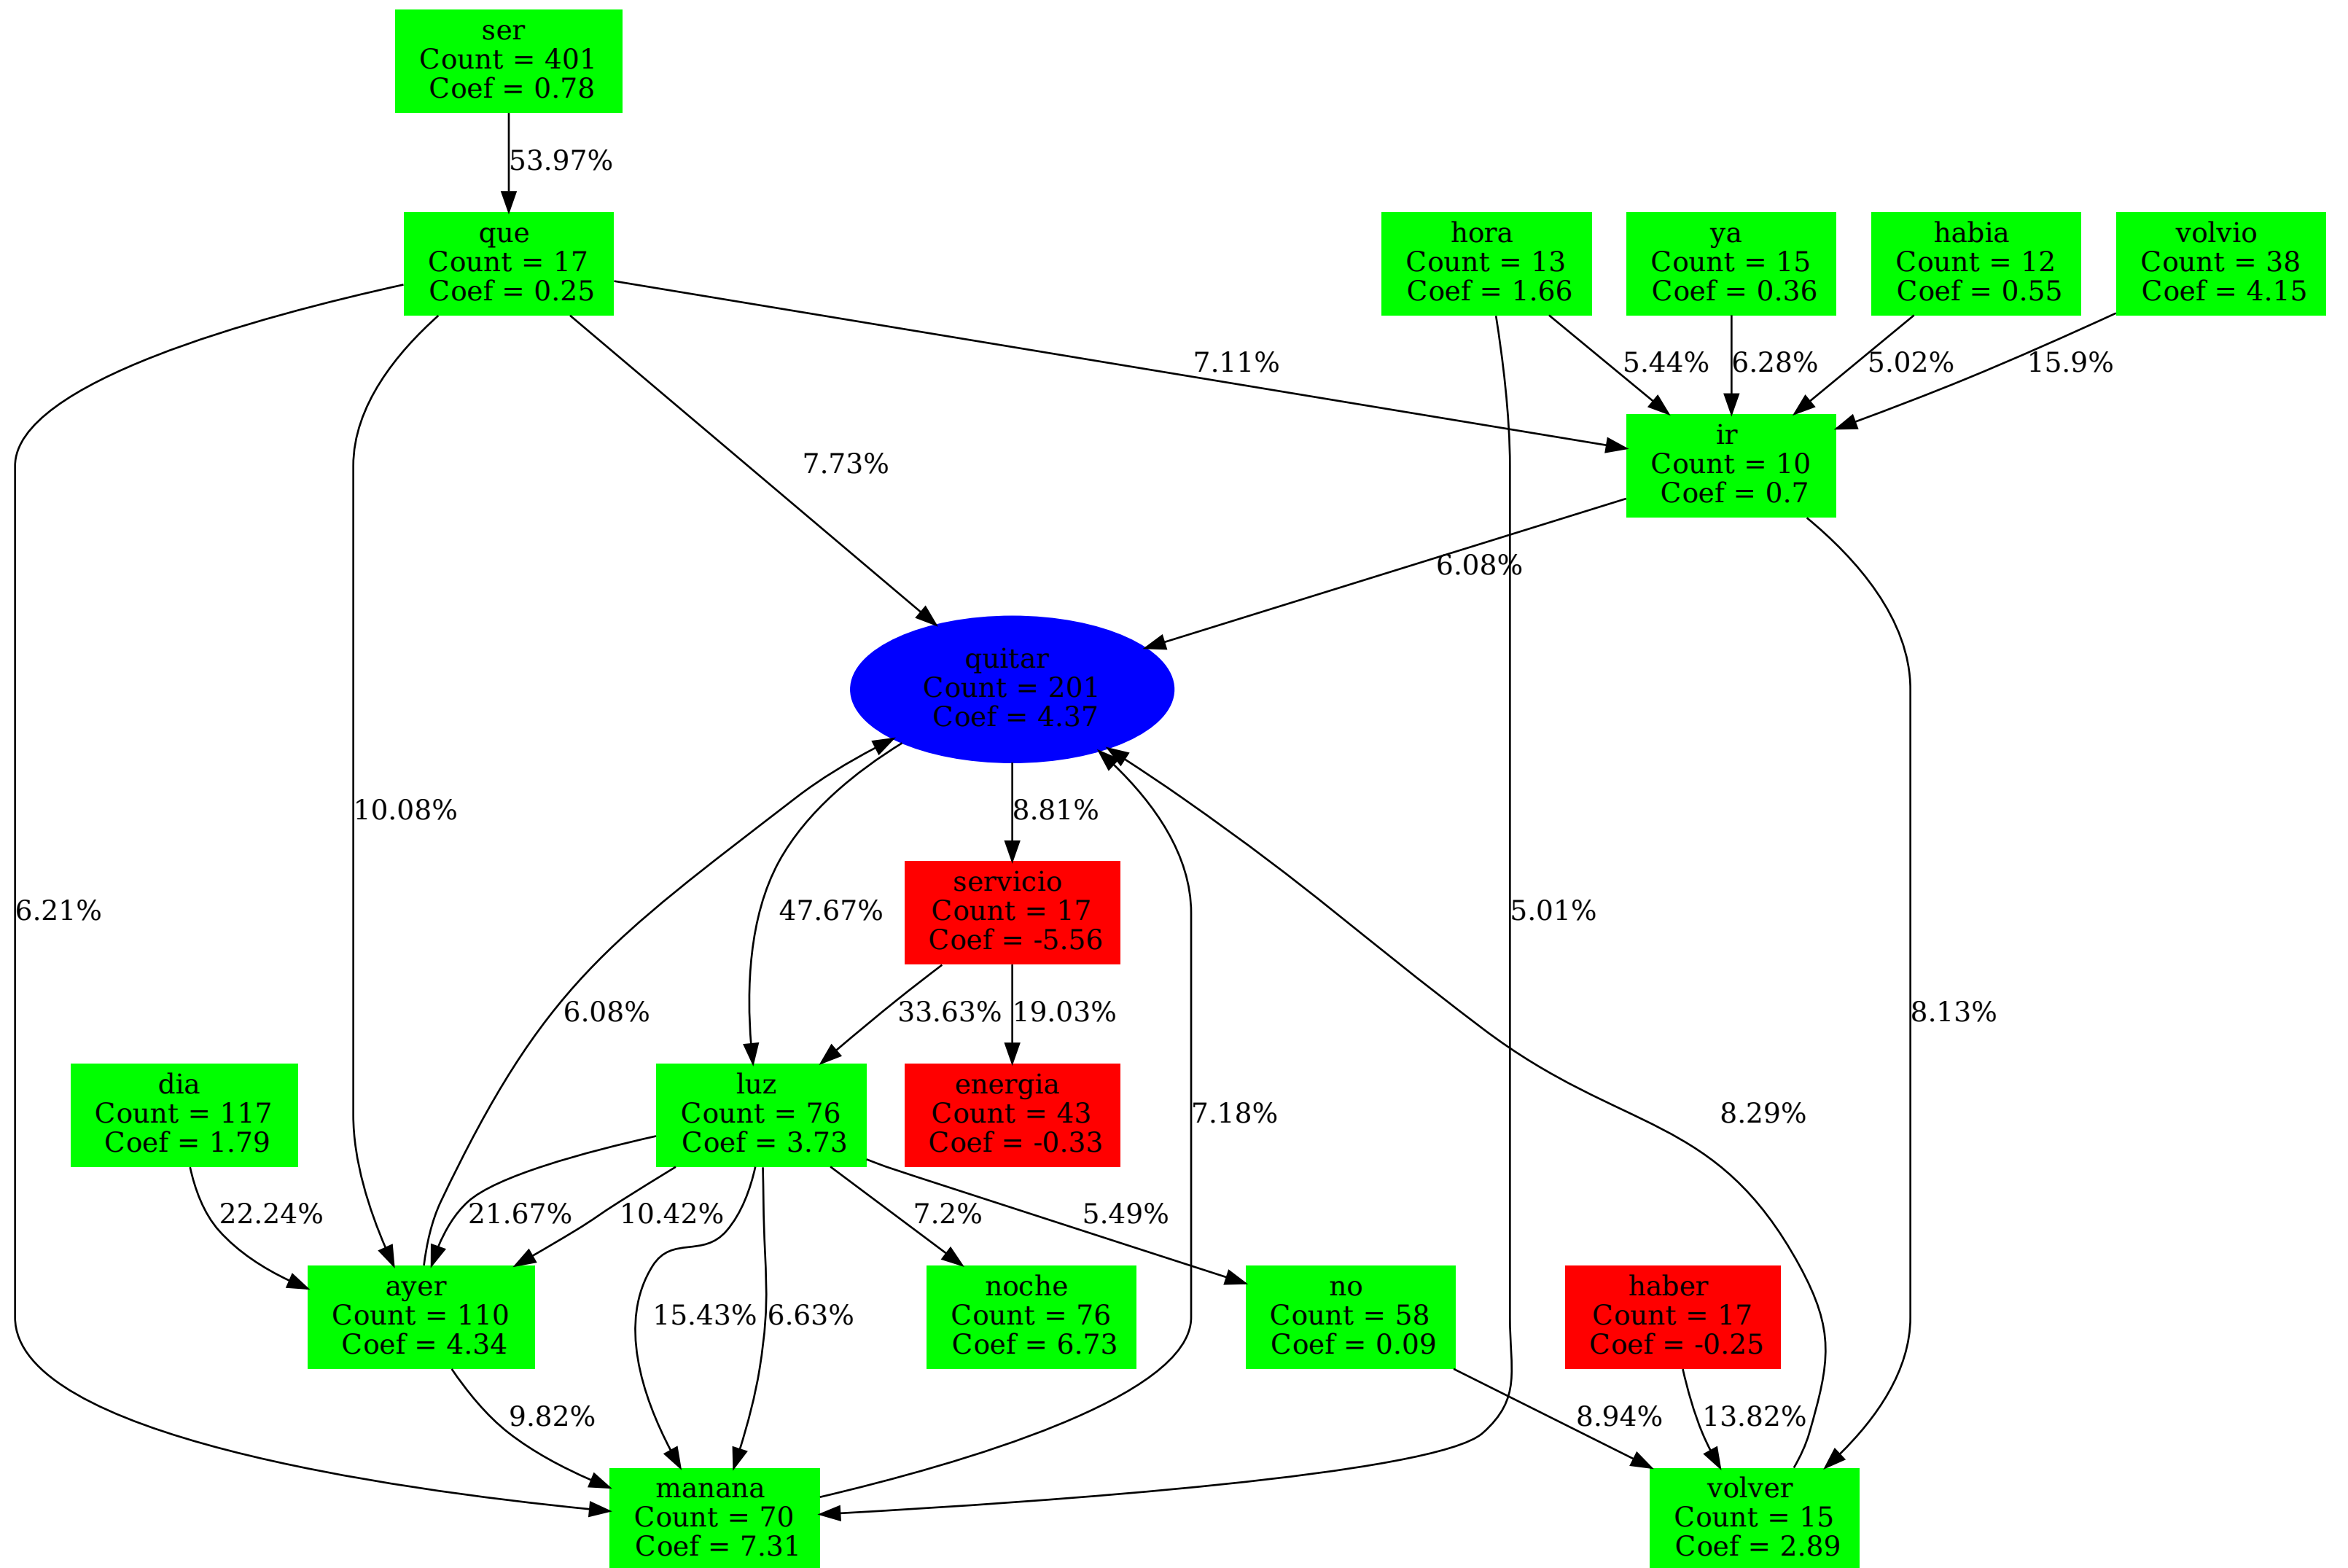 ser
Count = 401
Coef = 0.78
53.97%
que
Count = 17
Coef = 0.25
hora
Count = 13
Coef = 1.66
ya
Count = 15
Coef = 0.36
habia
Count = 12
Coef = 0.55
volvio
Count = 38
Coef = 4.15
7.11%
5.44%
6.28%
5.02%
15.9%
ir
Count = 10
Coef = 0.7
7.73%
6.08%
quitar
Count = 201
Coef = 4.37
10.08%
8.81%
servicio
Count = 17
Coef = -5.56
6.21%
47.67%
5.01%
6.08%
33.63%
19.03%
8.13%
dia
Count = 117
Coef = 1.79
luz
Count = 76
Coef = 3.73
energia
Count = 43
Coef = -0.33
7.18%
8.29%
22.24%
21.67%
10.42%
7.2%
5.49%
ayer
Count = 110
Coef = 4.34
15.43%
6.63%
noche
Count = 76
Coef = 6.73
no
Count = 58
Coef = 0.09
haber
Count = 17
Coef = -0.25
9.82%
8.94%
13.82%
manana
Count = 70
Coef = 7.31
volver
Count = 15
Coef = 2.89